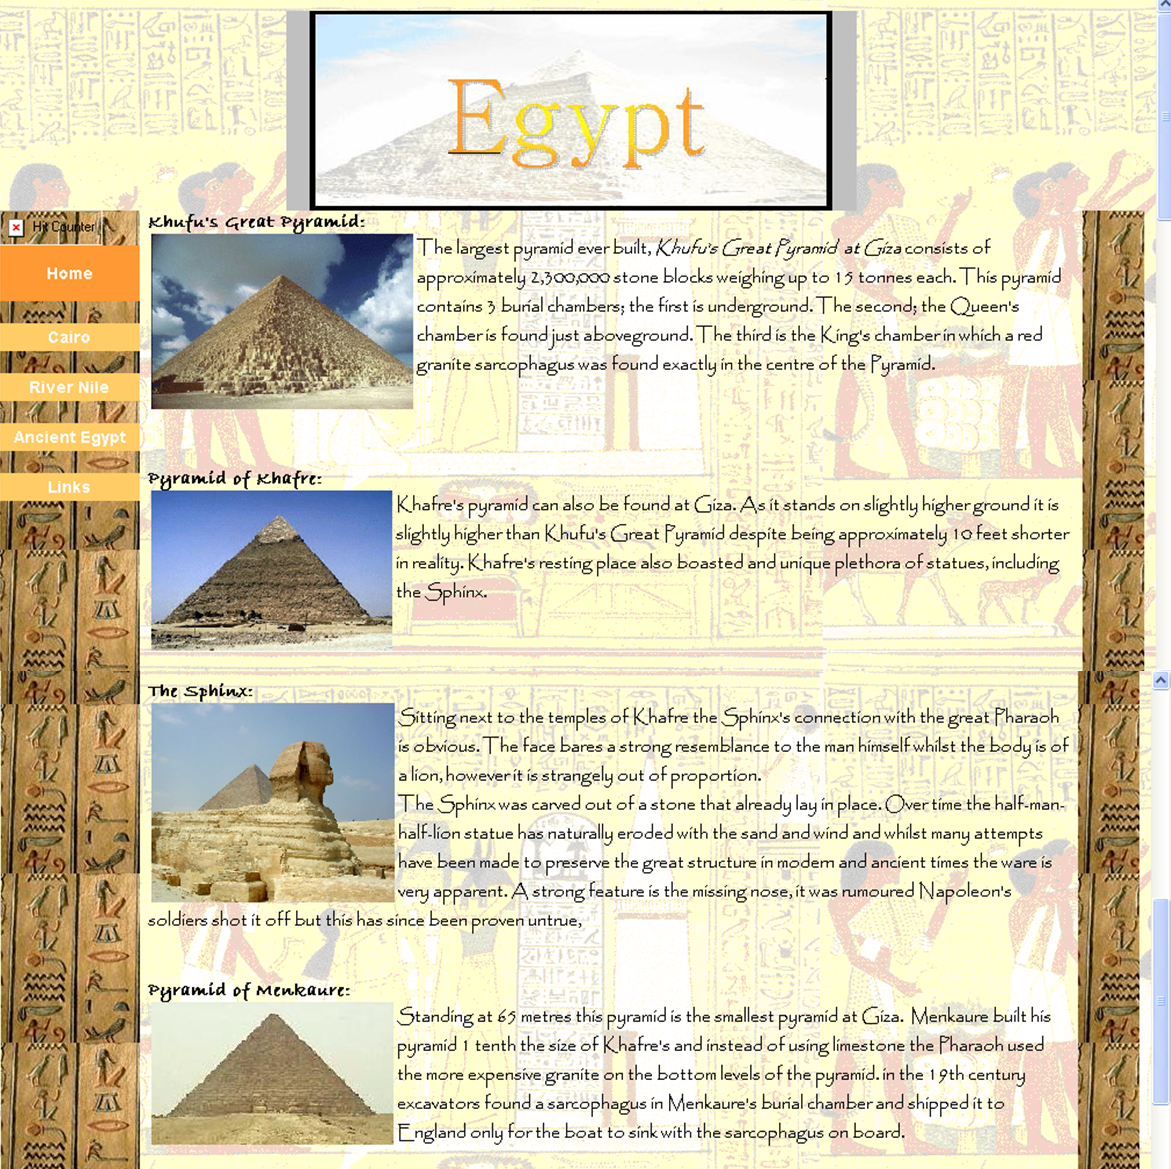 Egypt
Hit Counter
Home
Cairo
River Nile
Ancient Egypt
Links
Khufu's Great Pyramid:
The largest pyramid ever built, Khufu's Great Pyramid at Giza consists of
approximately 2,300,000 stone blocks weighing up to 15 tonnes each. This pyramid
contains 3 burial chambers; the first is underground. The second; the Queen's
chamber is found just aboveground. The third is the King's chamber in which a red
granite sarcophagus was found exactly in the centre of the Pyramid.
Pyramid of Khafre:
Khafre's pyramid can also be found at Giza. As it stands on slightly higher ground it is
slightly higher than Khufu's Great Pyramid despite being approximately 10 feet shorter
in reality. Khafre's resting place also boasted and unique plethora of statues, including
the Sphinx.
The Sphinx:
Sitting next to the temples of Khafre the Sphinx's connection with the great Pharaoh
is obvious. The face bares a strong resemblance to the man himself whilst the body is of
a lion, however it is strangely out of proportion.
The Sphinx was carved out of a stone that already lay in place. Over time the half-man-
half-lion statue has naturally eroded with the sand and wind and whilst many attempts
have been made to preserve the great structure in modern and ancient times the ware is
very apparent. A strong feature is the missing nose, it was rumoured Napoleon's
soldiers shot it off but this has since been proven untrue,
Pyramid of Menkaure:
Standing at 65 metres this pyramid is the smallest pyramid at Giza. Menkaure built his
pyramid 1 tenth the size of Khafre's and instead of using limestone the Pharaoh used
the more expensive granite on the bottom levels of the pyramid. in the 19th century
excavators found a sarcophagus in Menkaure's burial chamber and shipped it to
England only for the boat to sink with the sarcophagus on board.